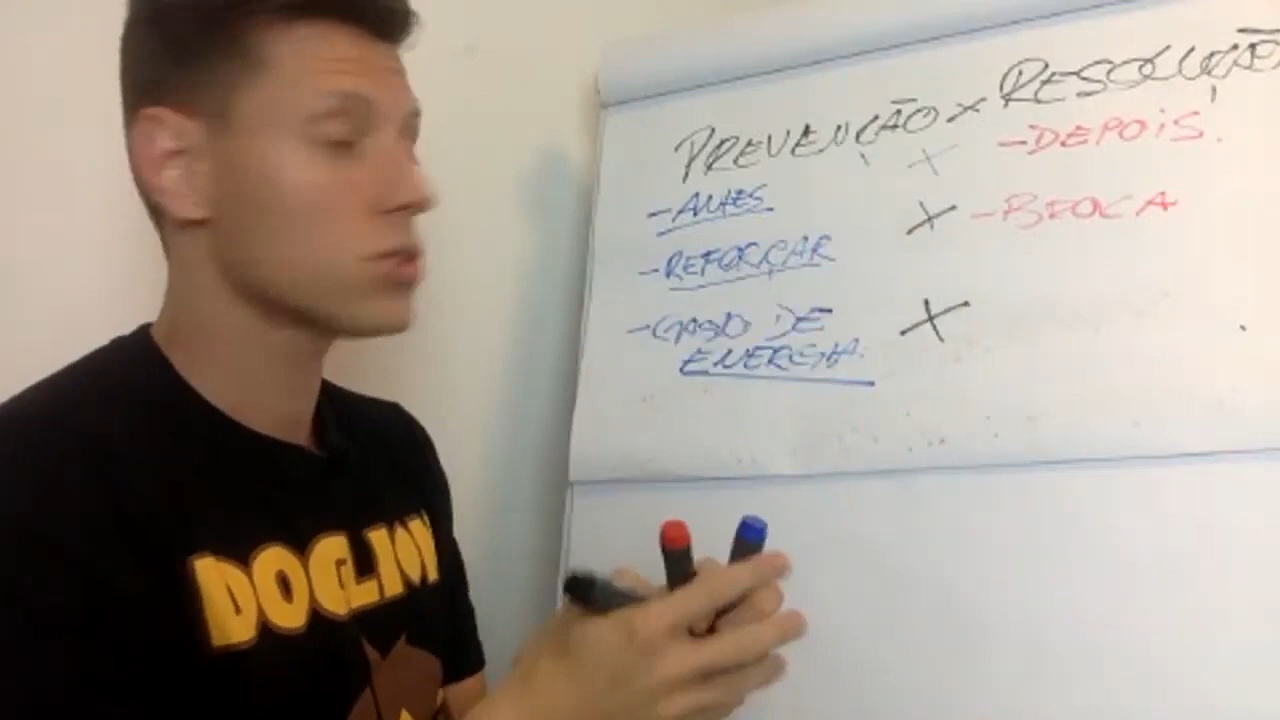 PREVENÇÃO X RESOLUÇÃO
X - DEPOIS.
- ANTES
X - BRONCA
- REFORÇAR
- GASTO DE X
ENERGIA.
DOGLION